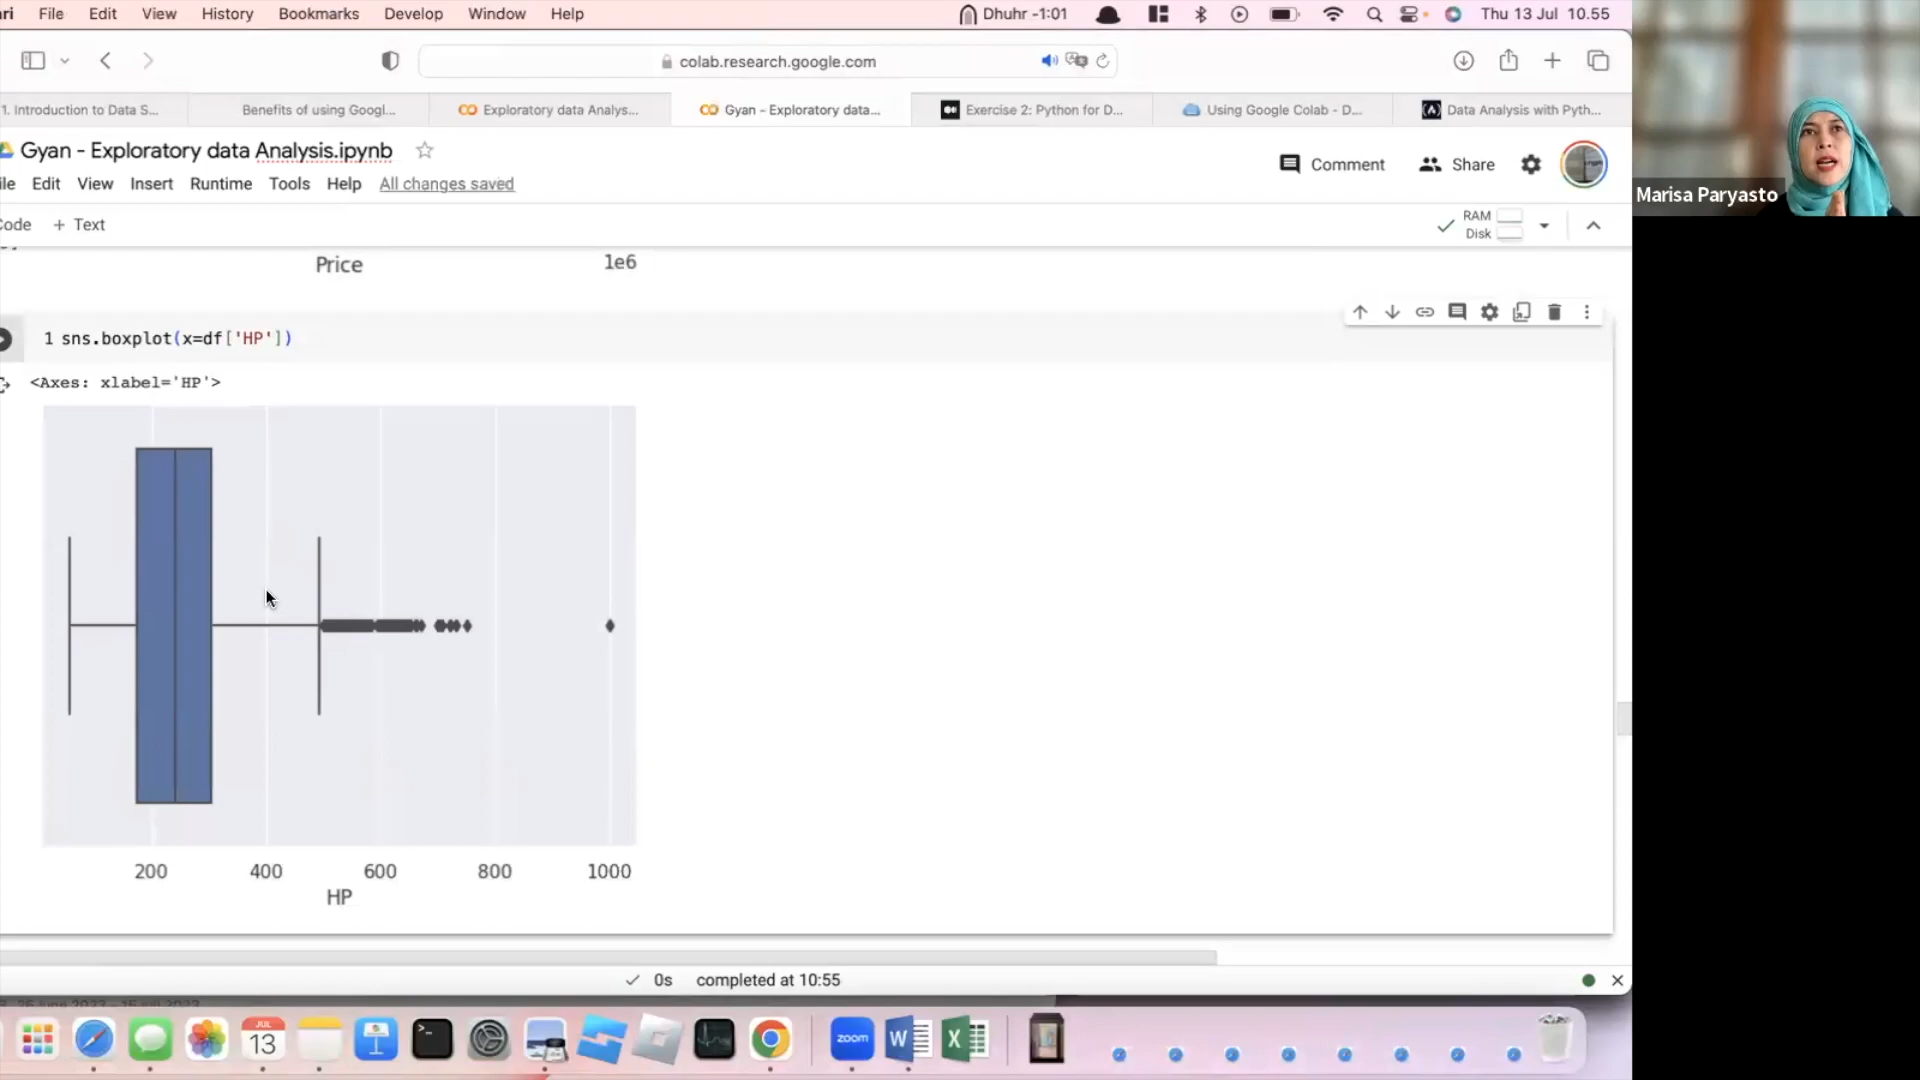 ri File Edit View History Bookmarks Develop Window Help Dhuhr -1:01 Thu 13 Jul 10.55
colab.research.google.com
1. Introduction to Data S... Benefits of using Googl... Exploratory data Analys... Gyan - Exploratory data... Exercise 2: Python for D... Using Google Colab - D... Data Analysis with Pyth...
Gyan - Exploratory data Analysis.ipynb
Comment Share
ile Edit View Insert Runtime Tools Help All changes saved
Marisa Paryasto
Code + Text
RAM
Disk
Price 1e6
1 sns.boxplot(x=df['HP'])
<Axes: xlabel='HP'>
200 400 600 800 1000
HP
0s completed at 10:55
JUL
13
zoom
W
X